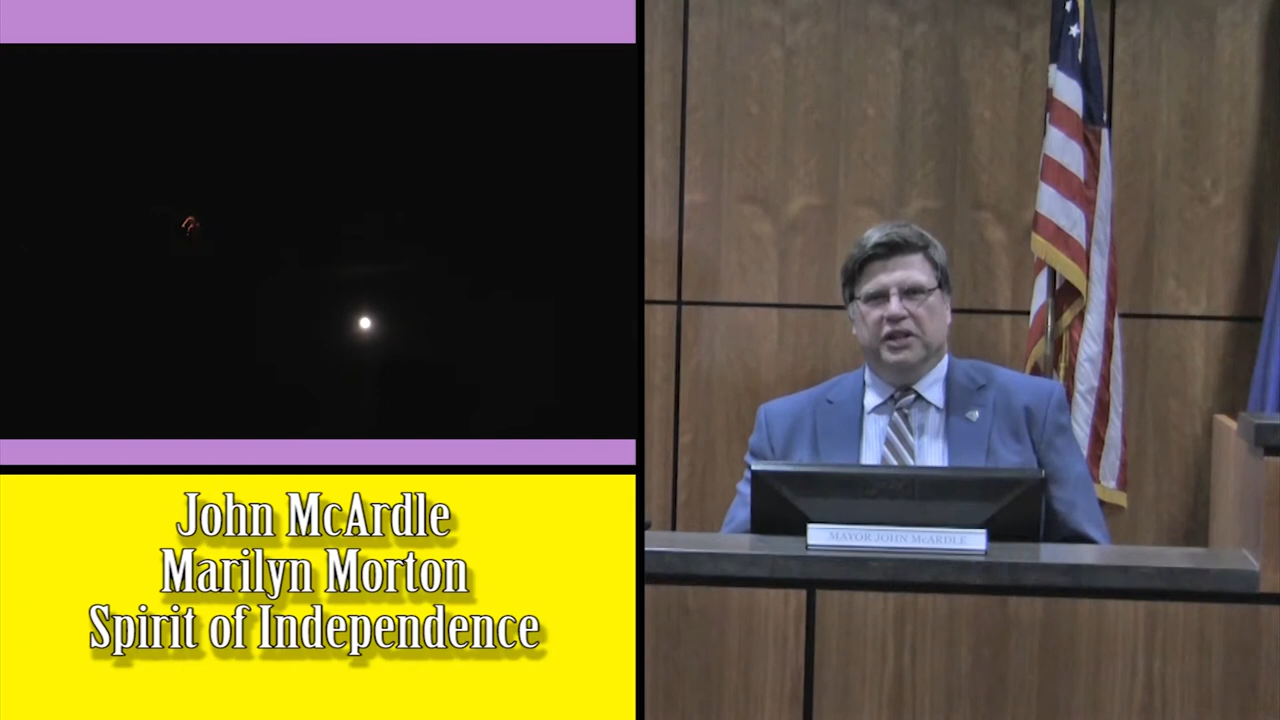 John McArdle
Marilyn Morton
Spirit of Independence
MAYOR JOHN McARDLE